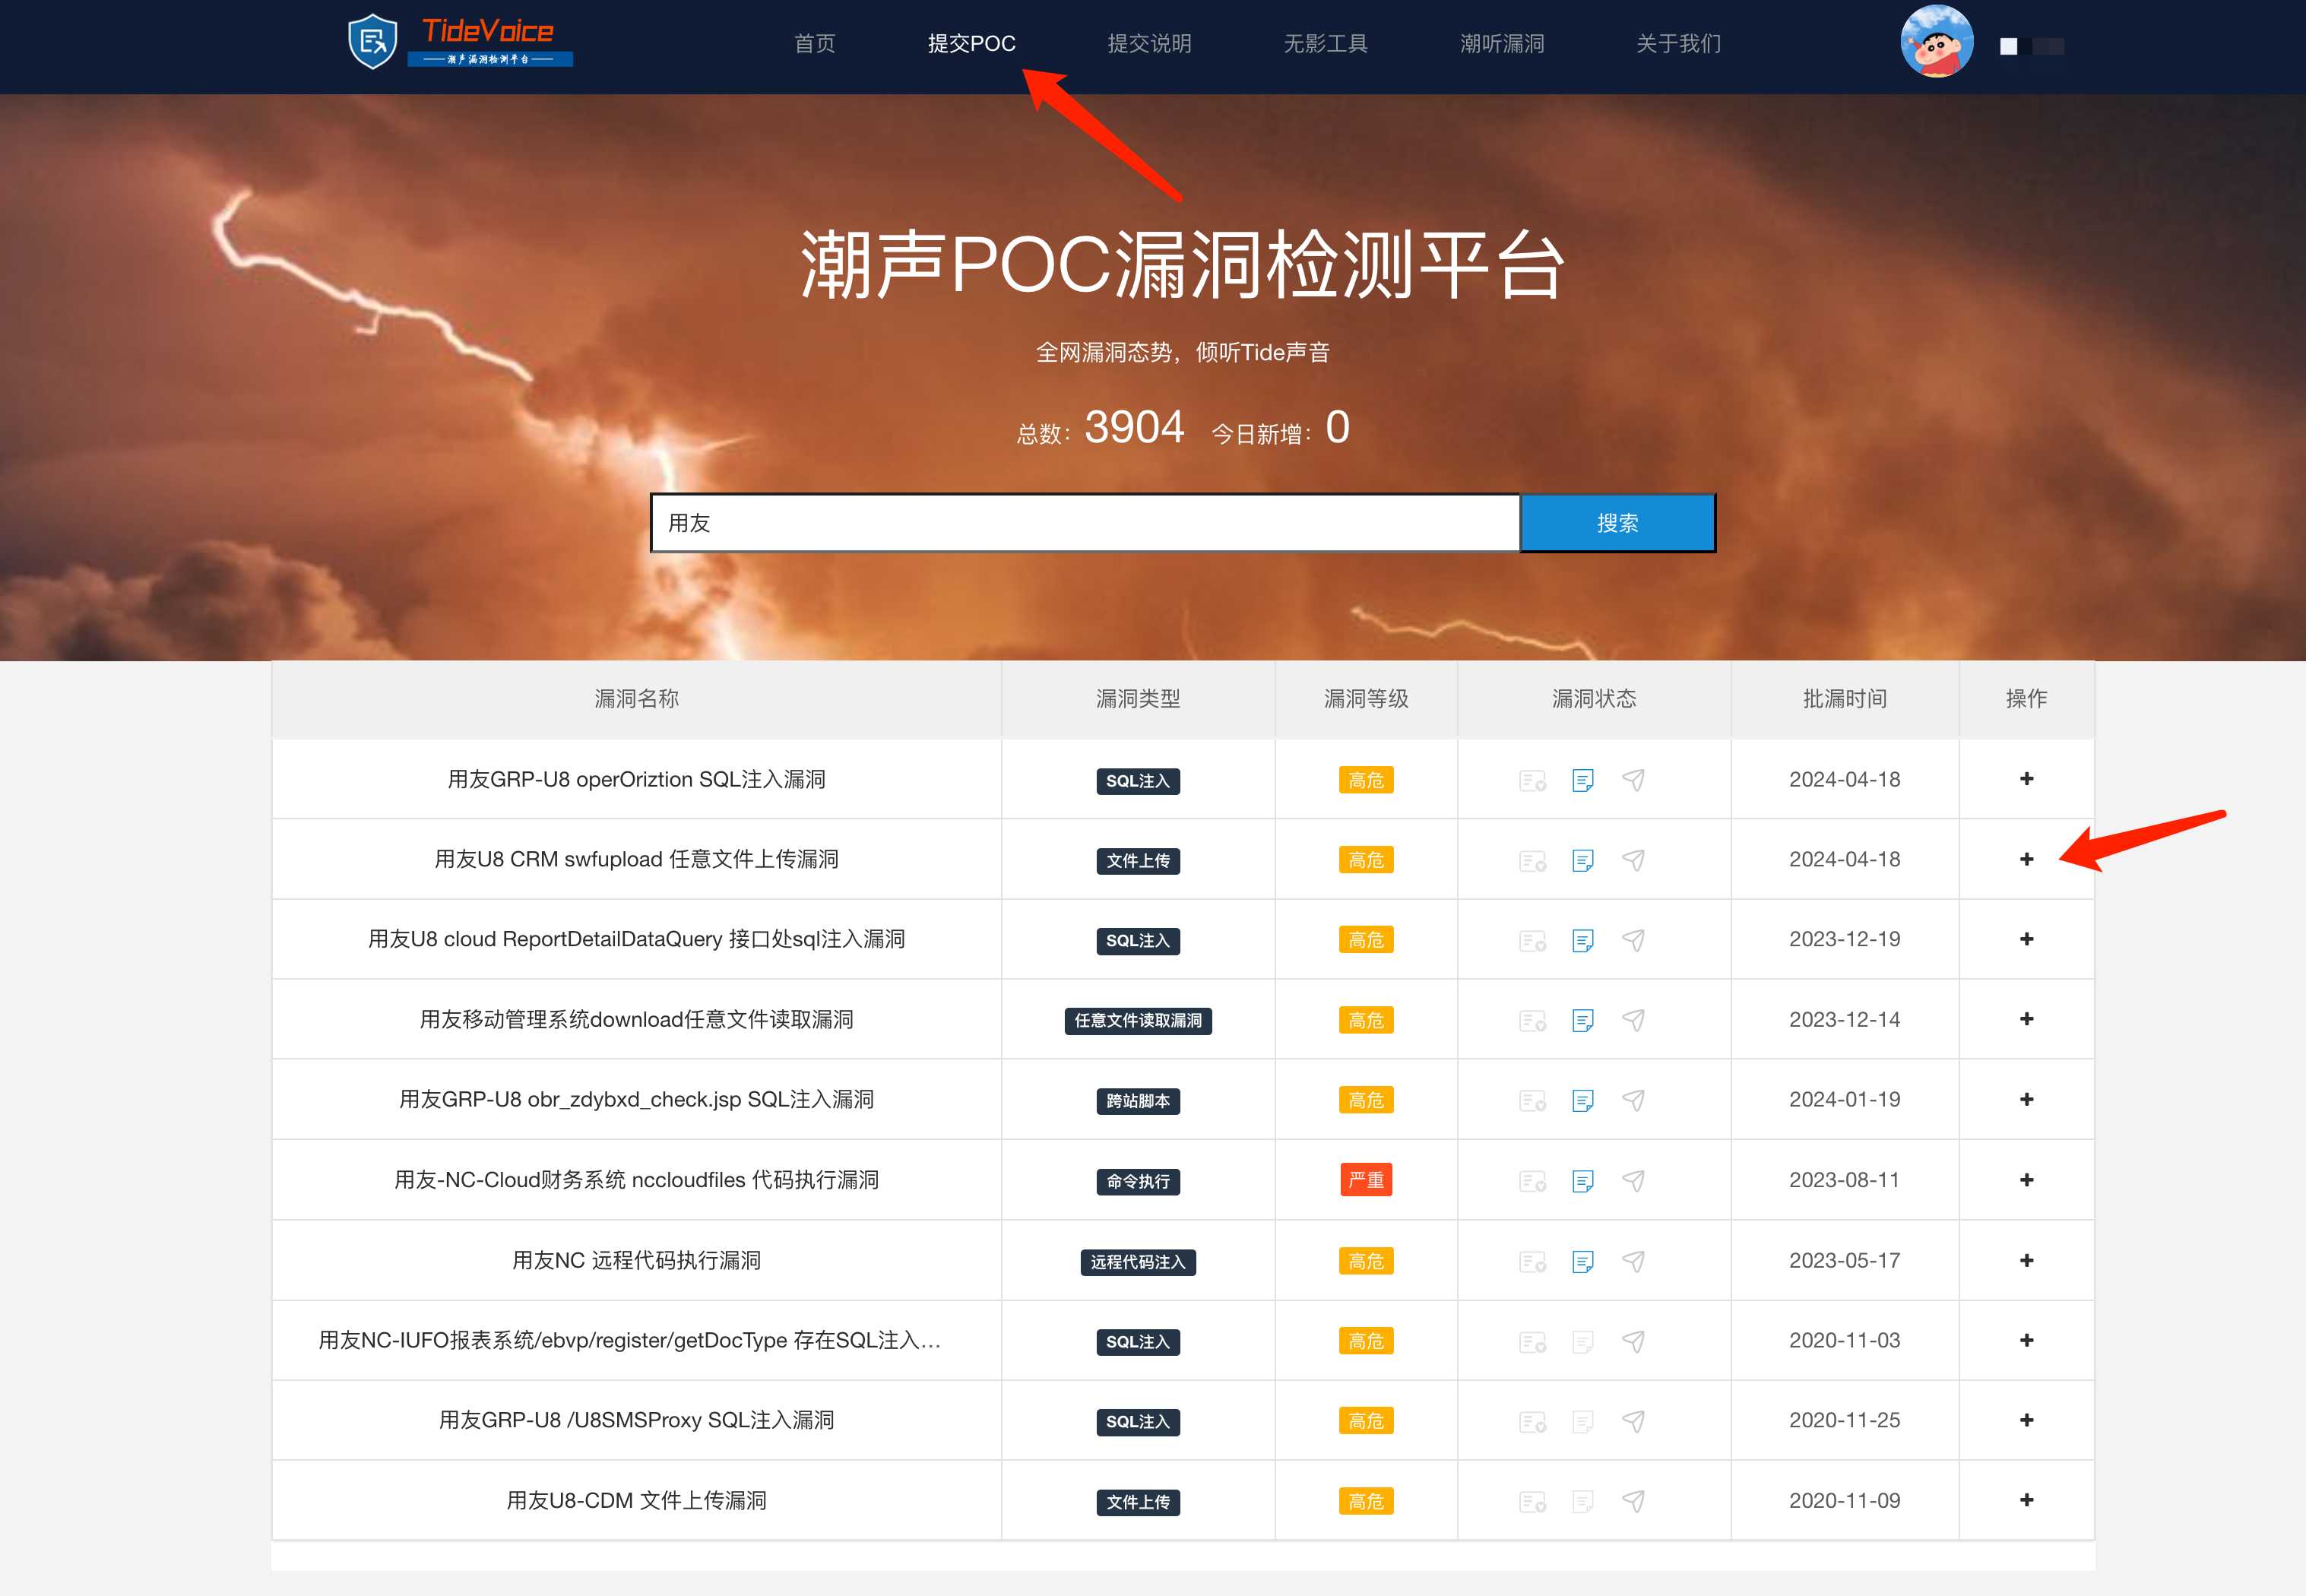 TideVoice
潮声漏洞检测平台
首页
提交POC
提交说明
无影工具
潮听漏洞
关于我们
潮声POC漏洞检测平台
全网漏洞态势，倾听Tide声音
总数：3904 今日新增：0
用友 搜索
漏洞名称 漏洞类型 漏洞等级 漏洞状态 批漏时间 操作
用友GRP-U8 operOriztion SQL注入漏洞 SQL注入 高危 2024-04-18
用友U8 CRM swfupload 任意文件上传漏洞 文件上传 高危 2024-04-18
用友U8 cloud ReportDetailDataQuery 接口处sql注入漏洞 SQL注入 高危 2023-12-19
用友移动管理系统download任意文件读取漏洞 任意文件读取漏洞 高危 2023-12-14
用友GRP-U8 obr_zdybxd_check.jsp SQL注入漏洞 跨站脚本 高危 2024-01-19
用友-NC-Cloud财务系统 nccloudfiles 代码执行漏洞 命令执行 严重 2023-08-11
用友NC 远程代码执行漏洞 远程代码注入 高危 2023-05-17
用友NC-IUFO报表系统/ebvp/register/getDocType 存在SQL注入… SQL注入 高危 2020-11-03
用友GRP-U8 /U8SMSProxy SQL注入漏洞 SQL注入 高危 2020-11-25
用友U8-CDM 文件上传漏洞 文件上传 高危 2020-11-09